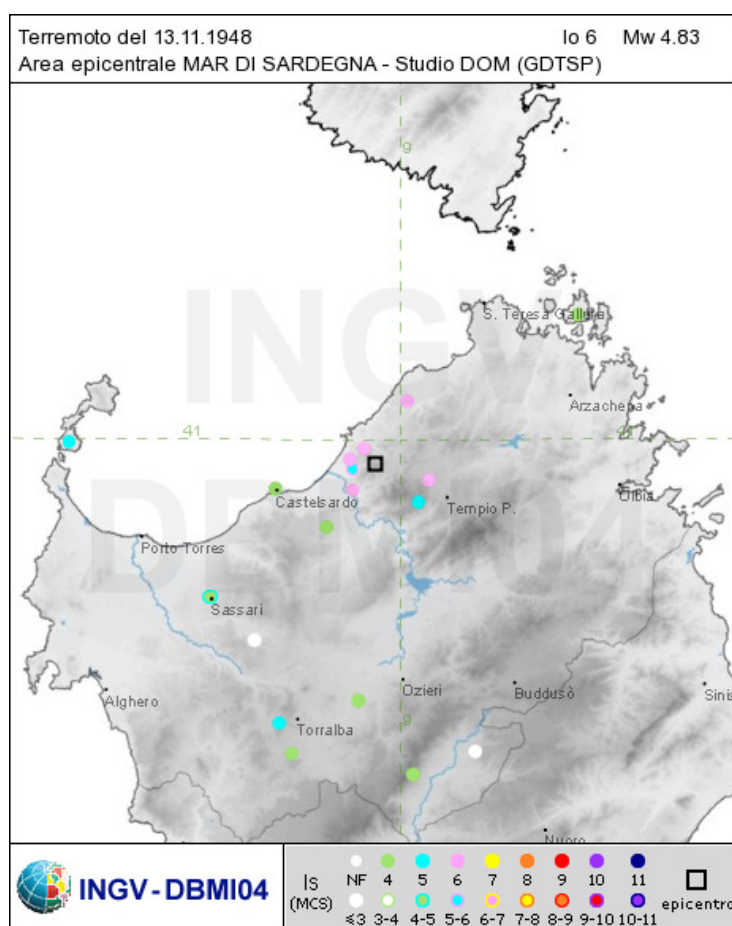 Terremoto del 13.11.1948 Io 6 Mw 4.83
Area epicentrale MAR DI SARDEGNA - Studio DOM (GDTSP)
9
INGV
S. Teresa Gallura
Arzachena
41 41
Castelsardo
Tempio P.
Olbia
DBMI04
Porto Torres
Sassari
Alghero
Ozieri
Buddusò
Sinis
9
Torralba
Nuoro
INGV-DBMI04
Is
(MCS)
NF 4 5 6 7 8 9 10 11
≤3 3-4 4-5 5-6 6-7 7-8 8-9 9-10 10-11
epicentro